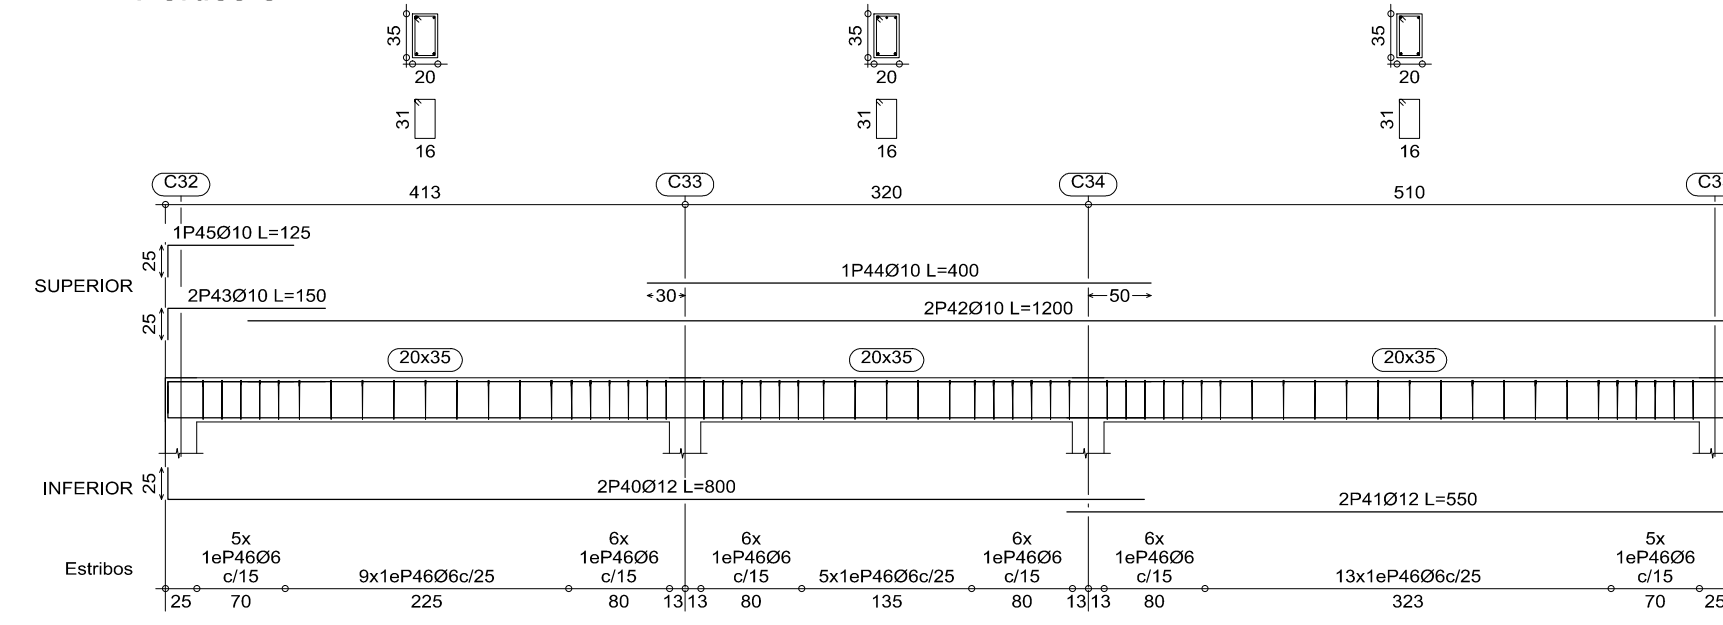 35 35 35
20 20 20
31 31 31
16 16 16
C32 C33 C34
413 320 510
1P45Ø10 L=125
25
SUPERIOR
1P44Ø10 L=400
30 50
2P43Ø10 L=150
25
2P42Ø10 L=1200
20x35 20x35 20x35
INFERIOR
25
2P40Ø12 L=800
2P41Ø12 L=550
Estribos
5x 6x 6x 6x 6x 5x
1eP46Ø6 1eP46Ø6 1eP46Ø6 1eP46Ø6 1eP46Ø6 1eP46Ø6
c/15 9x1eP46Ø6c/25 c/15 c/15 5x1eP46Ø6c/25 c/15 c/15 13x1eP46Ø6c/25 c/15
25 70 225 80 13 13 80 135 80 13 13 80 323 70 25